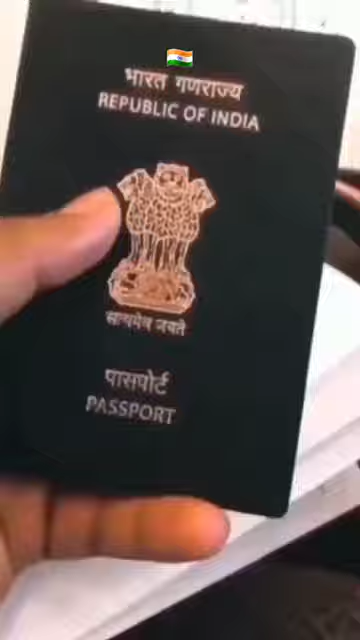 भारत गणराज्य
REPUBLIC OF INDIA
सत्यमेव जयते
पासपोर्ट
PASSPORT